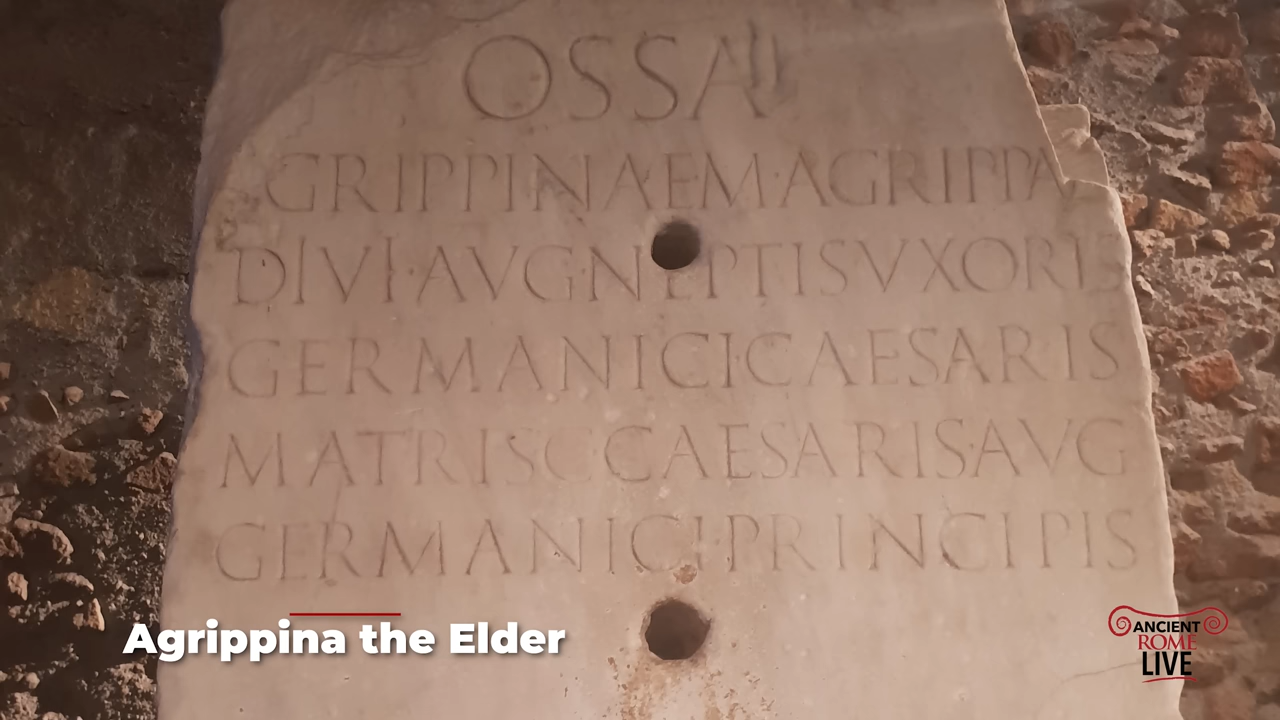 OSSA
GRIPPINAE M·AGRIPPA
DIVI·AVG NEPTIS VXORIS
GERMANICI CAESARIS
MATRIS C CAESARIS·AVG
GERMANICI PRINCIPIS
Agrippina the Elder
ANCIENT
ROME
LIVE